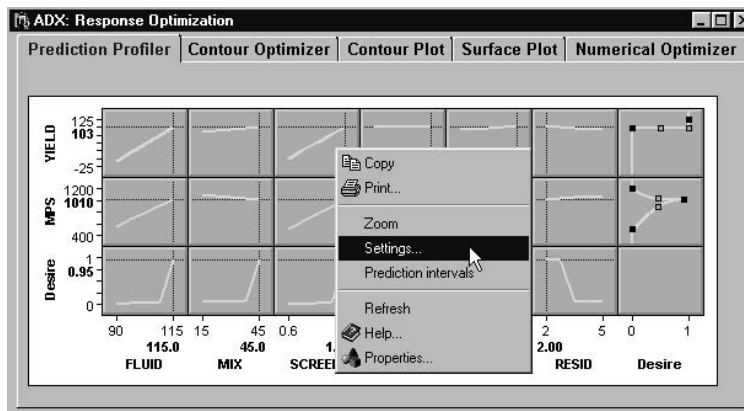 ADX: Response Optimization
Prediction Profiler Contour Optimizer Contour Plot Surface Plot Numerical Optimizer
YIELD
125
103
-25
MPS
1200
1010
400
Desire
1
0.95
0
Copy
Print...
Zoom
Settings...
Prediction intervals
Refresh
Help...
Properties...
90 115 15 45 0.6 2 5 0 1
115.0 45.0 1. 2.00
FLUID MIX SCREE RESID Desire